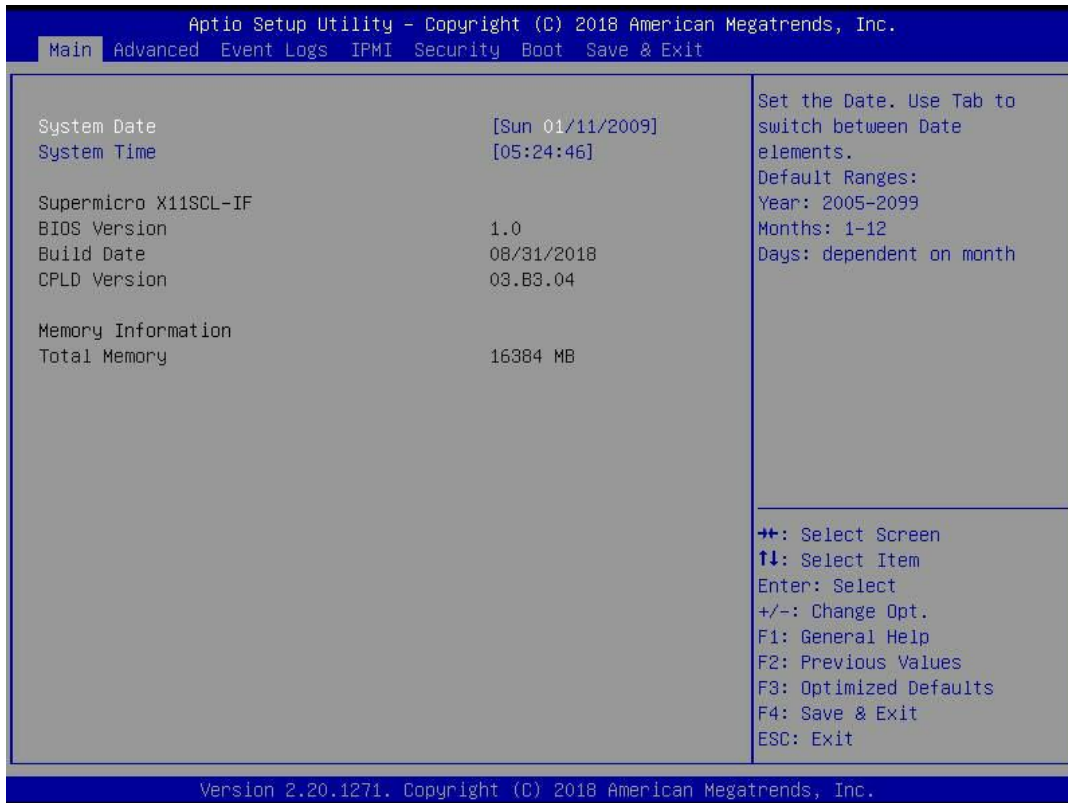 Aptio Setup Utility – Copyright (C) 2018 American Megatrends, Inc.
Main Advanced Event Logs IPMI Security Boot Save & Exit
System Date [Sun 01/11/2009]
System Time [05:24:46]
Supermicro X11SCL-IF
BIOS Version 1.0
Build Date 08/31/2018
CPLD Version 03.B3.04
Memory Information
Total Memory 16384 MB
Set the Date. Use Tab to
switch between Date
elements.
Default Ranges:
Year: 2005-2099
Months: 1-12
Days: dependent on month
→←: Select Screen
↑↓: Select Item
Enter: Select
+/-: Change Opt.
F1: General Help
F2: Previous Values
F3: Optimized Defaults
F4: Save & Exit
ESC: Exit
Version 2.20.1271. Copyright (C) 2018 American Megatrends, Inc.